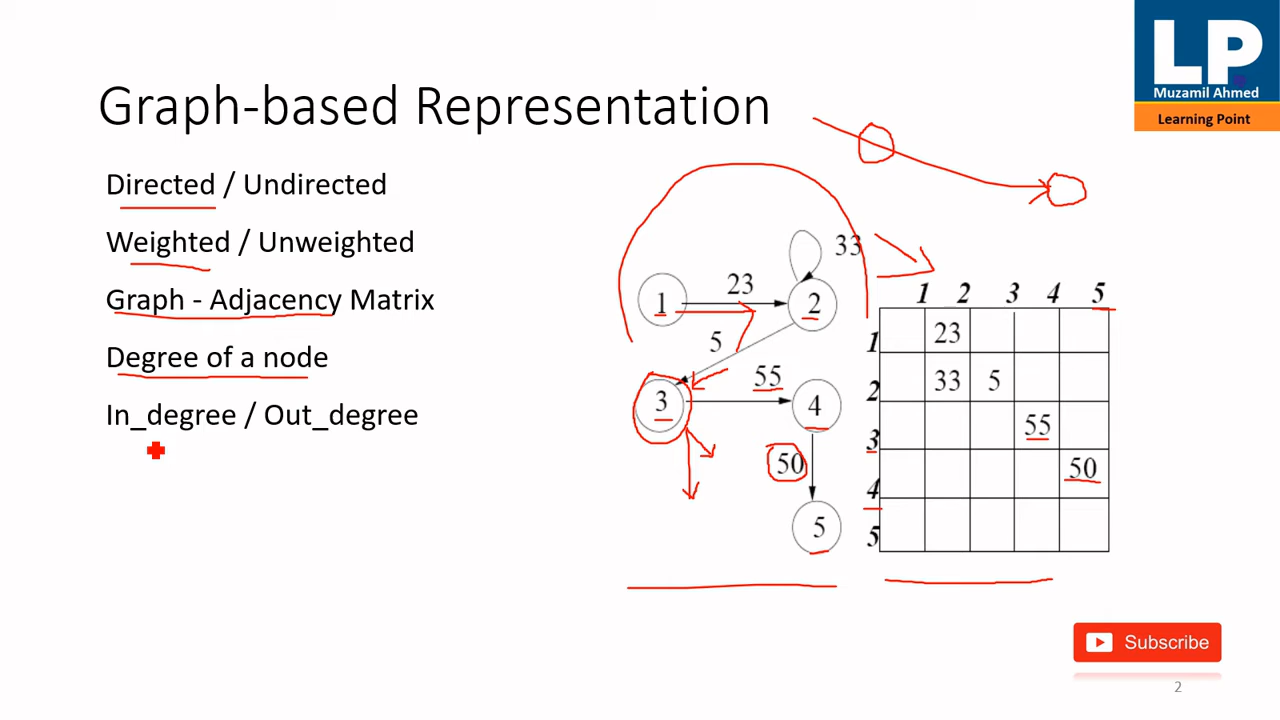 LP
Muzamil Ahmed
Learning Point
Graph-based Representation
Directed / Undirected
Weighted / Unweighted
Graph - Adjacency Matrix
Degree of a node
In_degree / Out_degree
33
23
1
2
5
55
3
4
50
5
1 2 3 4 5
1 23
2 33 5
3 55
4 50
5
Subscribe
2